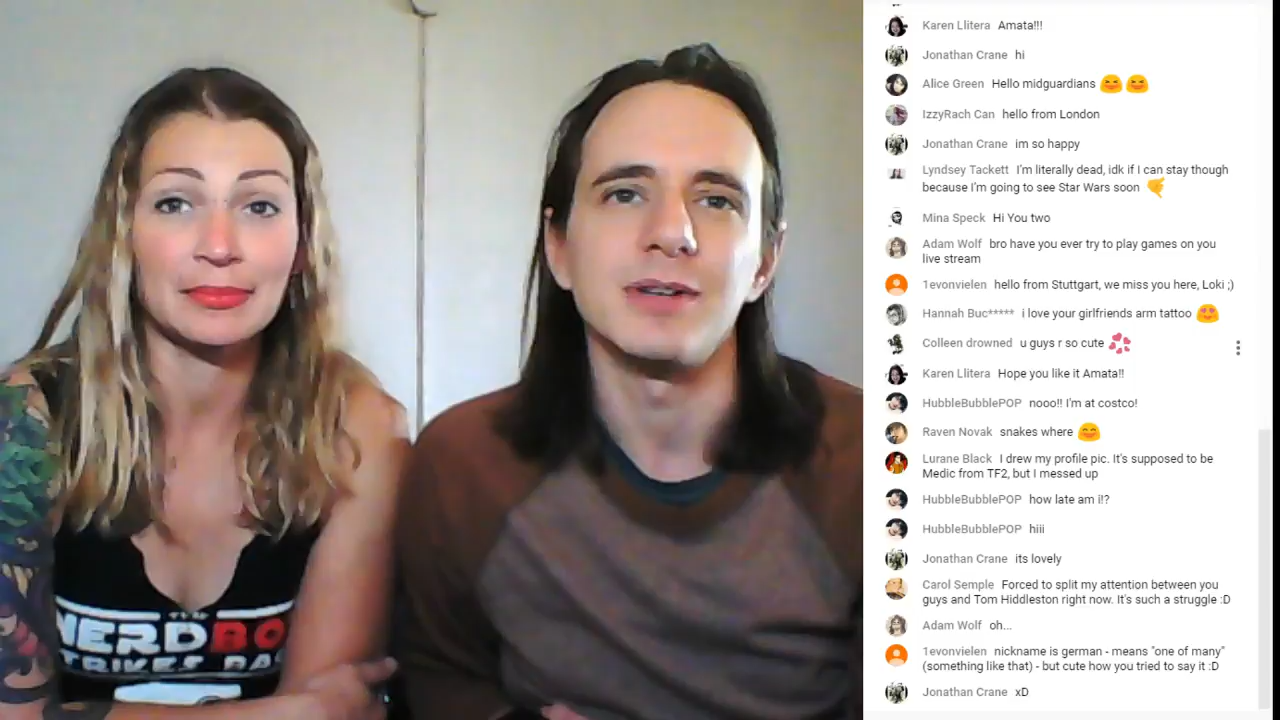 THE
NERDBO
STRIKES BAC
Karen Llitera Amata!!!
Jonathan Crane hi
Alice Green Hello midguardians
IzzyRach Can hello from London
Jonathan Crane im so happy
Lyndsey Tackett I'm literally dead, idk if I can stay though
because I'm going to see Star Wars soon
Mina Speck Hi You two
Adam Wolf bro have you ever try to play games on you
live stream
1evonvielen hello from Stuttgart, we miss you here, Loki ;)
Hannah Buc***** i love your girlfriends arm tattoo
Colleen drowned u guys r so cute
Karen Llitera Hope you like it Amata!!
HubbleBubblePOP nooo!! I'm at costco!
Raven Novak snakes where
Lurane Black I drew my profile pic. It's supposed to be
Medic from TF2, but I messed up
HubbleBubblePOP how late am i!?
HubbleBubblePOP hiii
Jonathan Crane its lovely
Carol Semple Forced to split my attention between you
guys and Tom Hiddleston right now. It's such a struggle :D
Adam Wolf oh...
1evonvielen nickname is german - means "one of many"
(something like that) - but cute how you tried to say it :D
Jonathan Crane xD